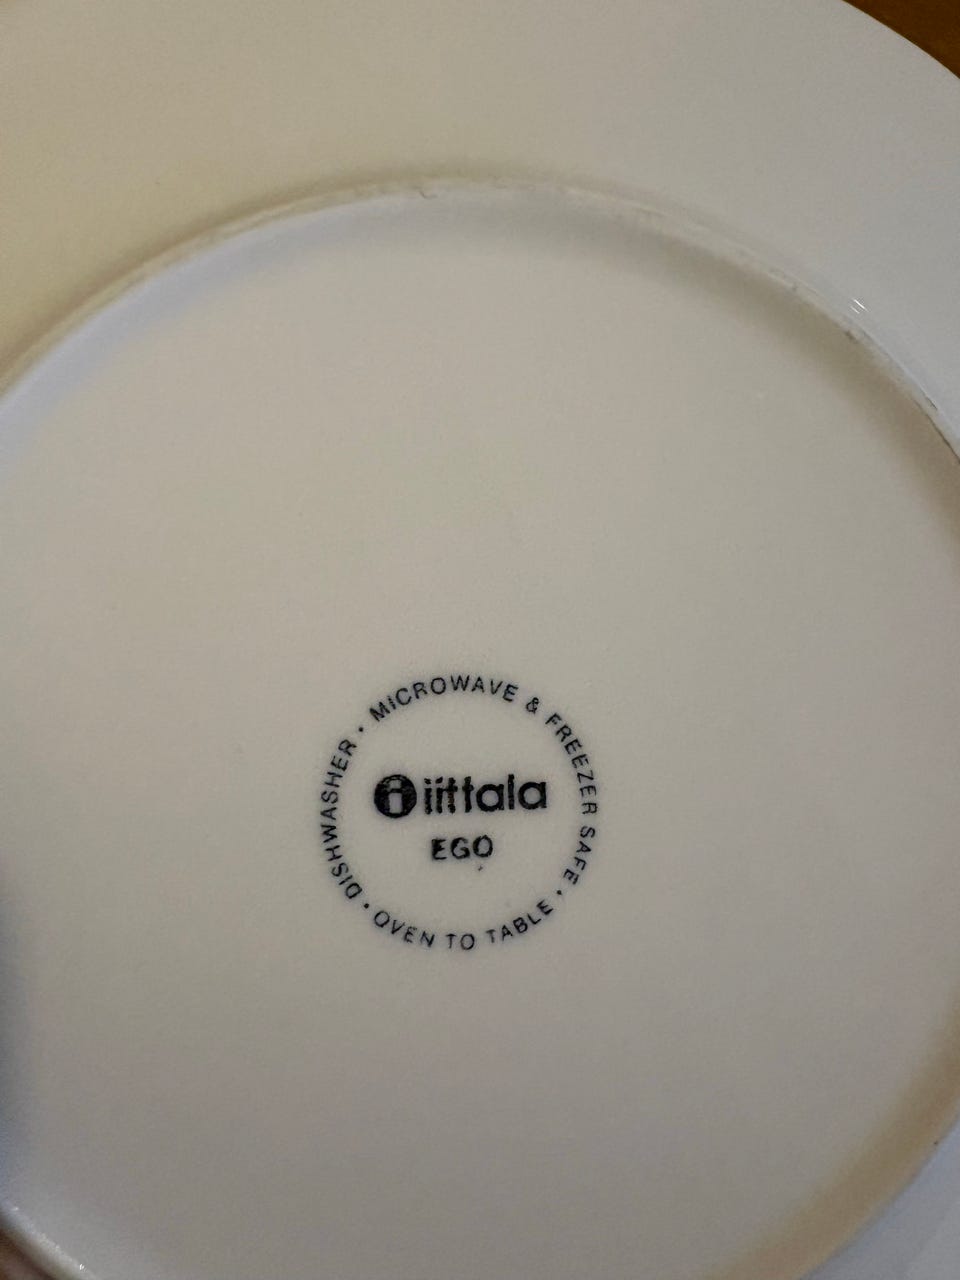 DISHWASHER · MICROWAVE & FREEZER SAFE · OVEN TO TABLE ·
i iittala
EGO